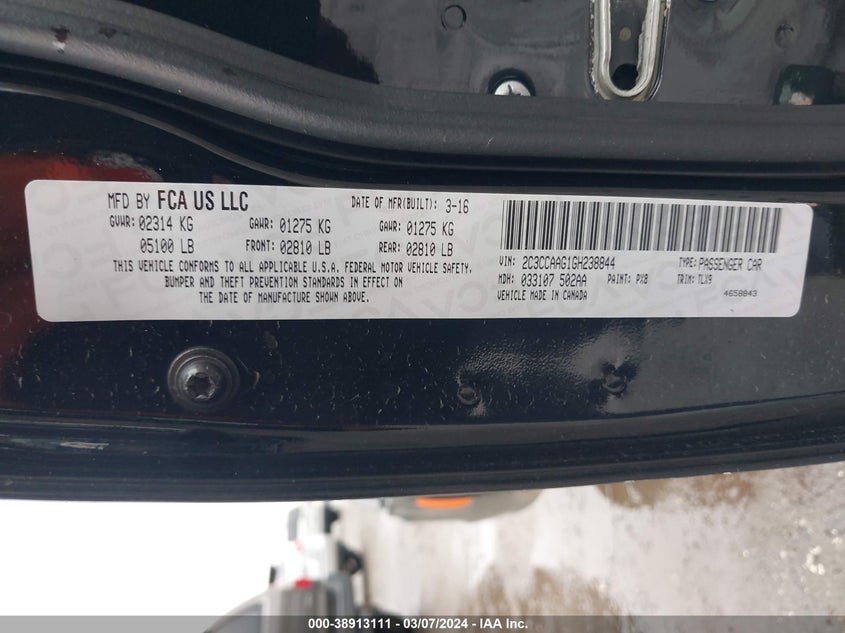 MFD BY FCA US LLC DATE OF MFR(BUILT): 3-16
GVWR: 02314 KG GAWR: 01275 KG GAWR: 01275 KG
05100 LB FRONT: 02810 LB REAR: 02810 LB
THIS VEHICLE CONFORMS TO ALL APPLICABLE U.S.A. FEDERAL MOTOR VEHICLE SAFETY,
BUMPER AND THEFT PREVENTION STANDARDS IN EFFECT ON
THE DATE OF MANUFACTURE SHOWN ABOVE.
VIN: 2C3CCAAG1GH238844 TYPE: PASSENGER CAR
MDH: 033107 502AA PAINT: PX8 TRIM: TLX9
VEHICLE MADE IN CANADA 4658843
000-38913111 — 03/07/2024 — IAA Inc.